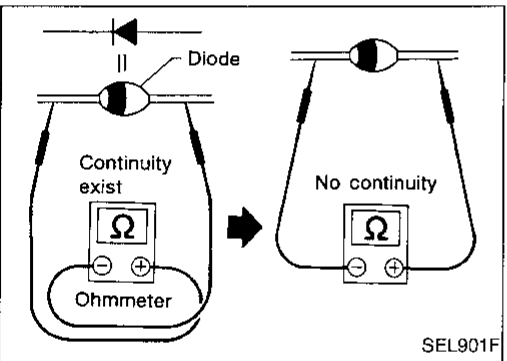 Diode
Continuity
exist
No continuity
Ω
Ω
− +
− +
Ohmmeter
SEL901F